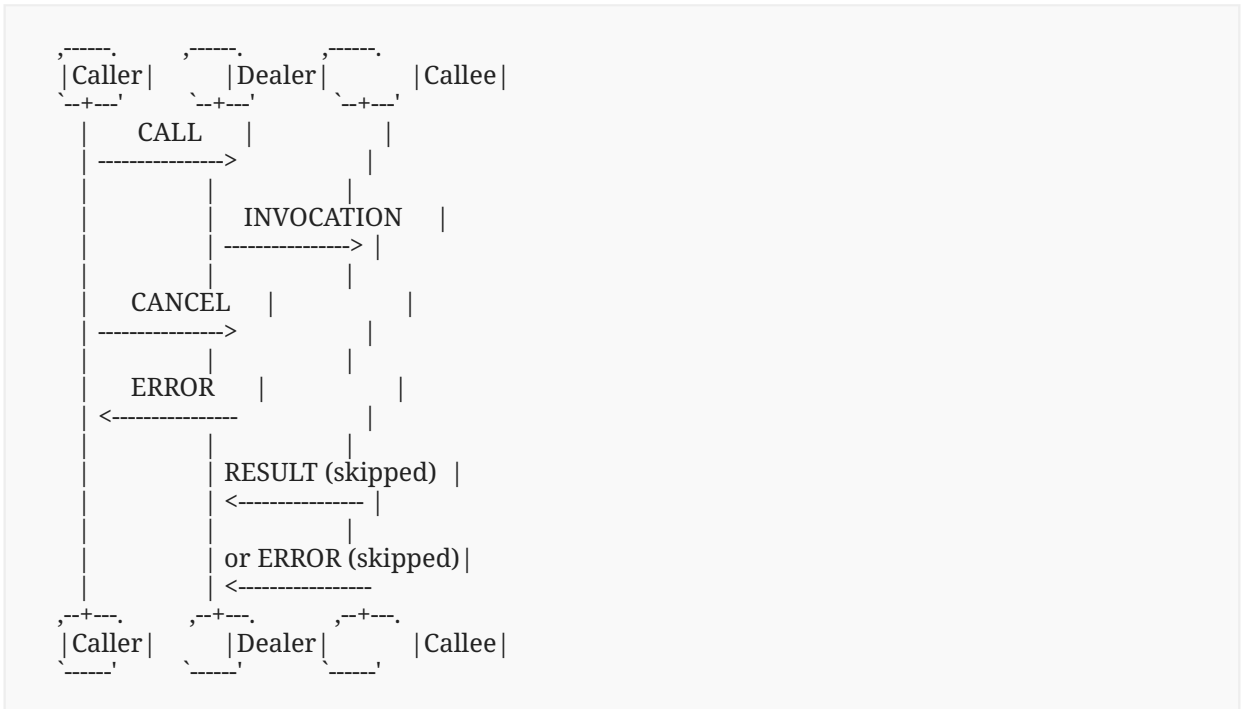 ,------.          ,------.            ,------.
|Caller|          |Dealer|            |Callee|
`--+---'          `--+---'            `--+---'
   |       CALL      |                   |
   | ---------------->                   |
   |                 |                   |
   |                 |    INVOCATION     |
   |                 | ----------------> |
   |                 |                   |
   |      CANCEL     |                   |
   | ---------------->                   |
   |                 |                   |
   |      ERROR      |                   |
   | <----------------                   |
   |                 |                   |
   |                 | RESULT (skipped)  |
   |                 | <---------------- |
   |                 |                   |
   |                 | or ERROR (skipped)|
   |                 | <-----------------
,--+---.          ,--+---.            ,--+---.
|Caller|          |Dealer|            |Callee|
`------'          `------'            `------'